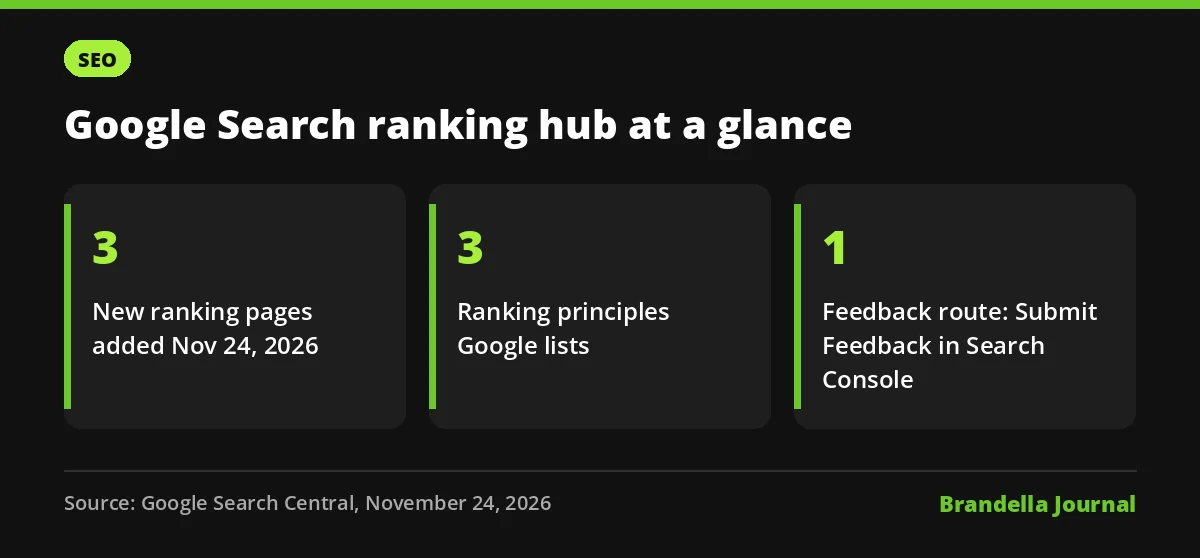 SEO
Google Search ranking hub at a glance
3
New ranking pages
added Nov 24, 2026
3
Ranking principles
Google lists
1
Feedback route: Submit
Feedback in Search
Console
Source: Google Search Central, November 24, 2026
Brandella Journal